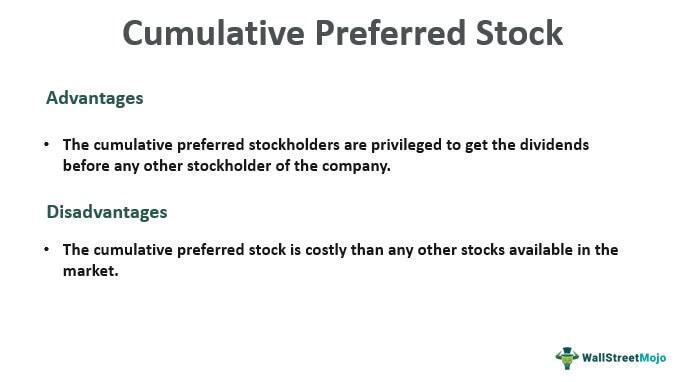 Cumulative Preferred Stock
Advantages
• The cumulative preferred stockholders are privileged to get the dividends
before any other stockholder of the company.
Disadvantages
• The cumulative preferred stock is costly than any other stocks available in the
market.
WallStreetMojo